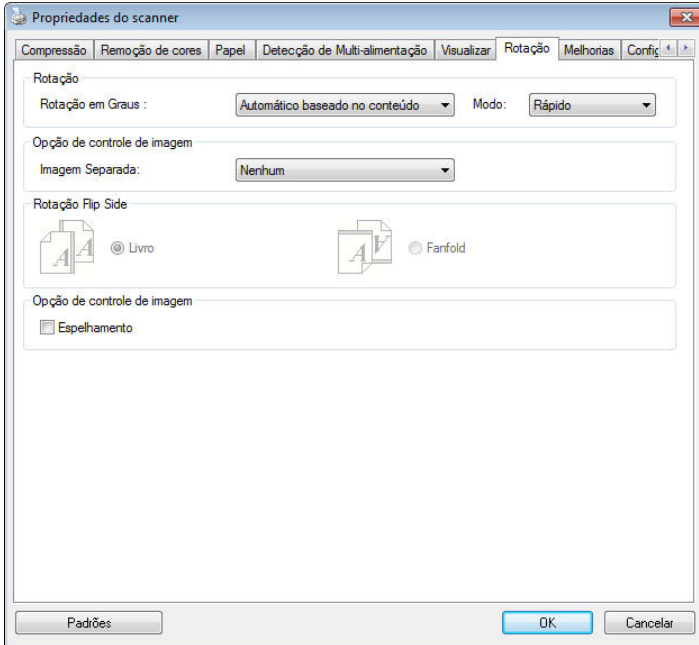 Propriedades do scanner
Compressão Remoção de cores Papel Detecção de Multi-alimentação Visualizar Rotação Melhorias Config
Rotação
Rotação em Graus : Automático baseado no conteúdo Modo: Rápido
Opção de controle de imagem
Imagem Separada: Nenhum
Rotação Flip Side
A A Livro A A Fanfold
Opção de controle de imagem
Espelhamento
Padrões OK Cancelar